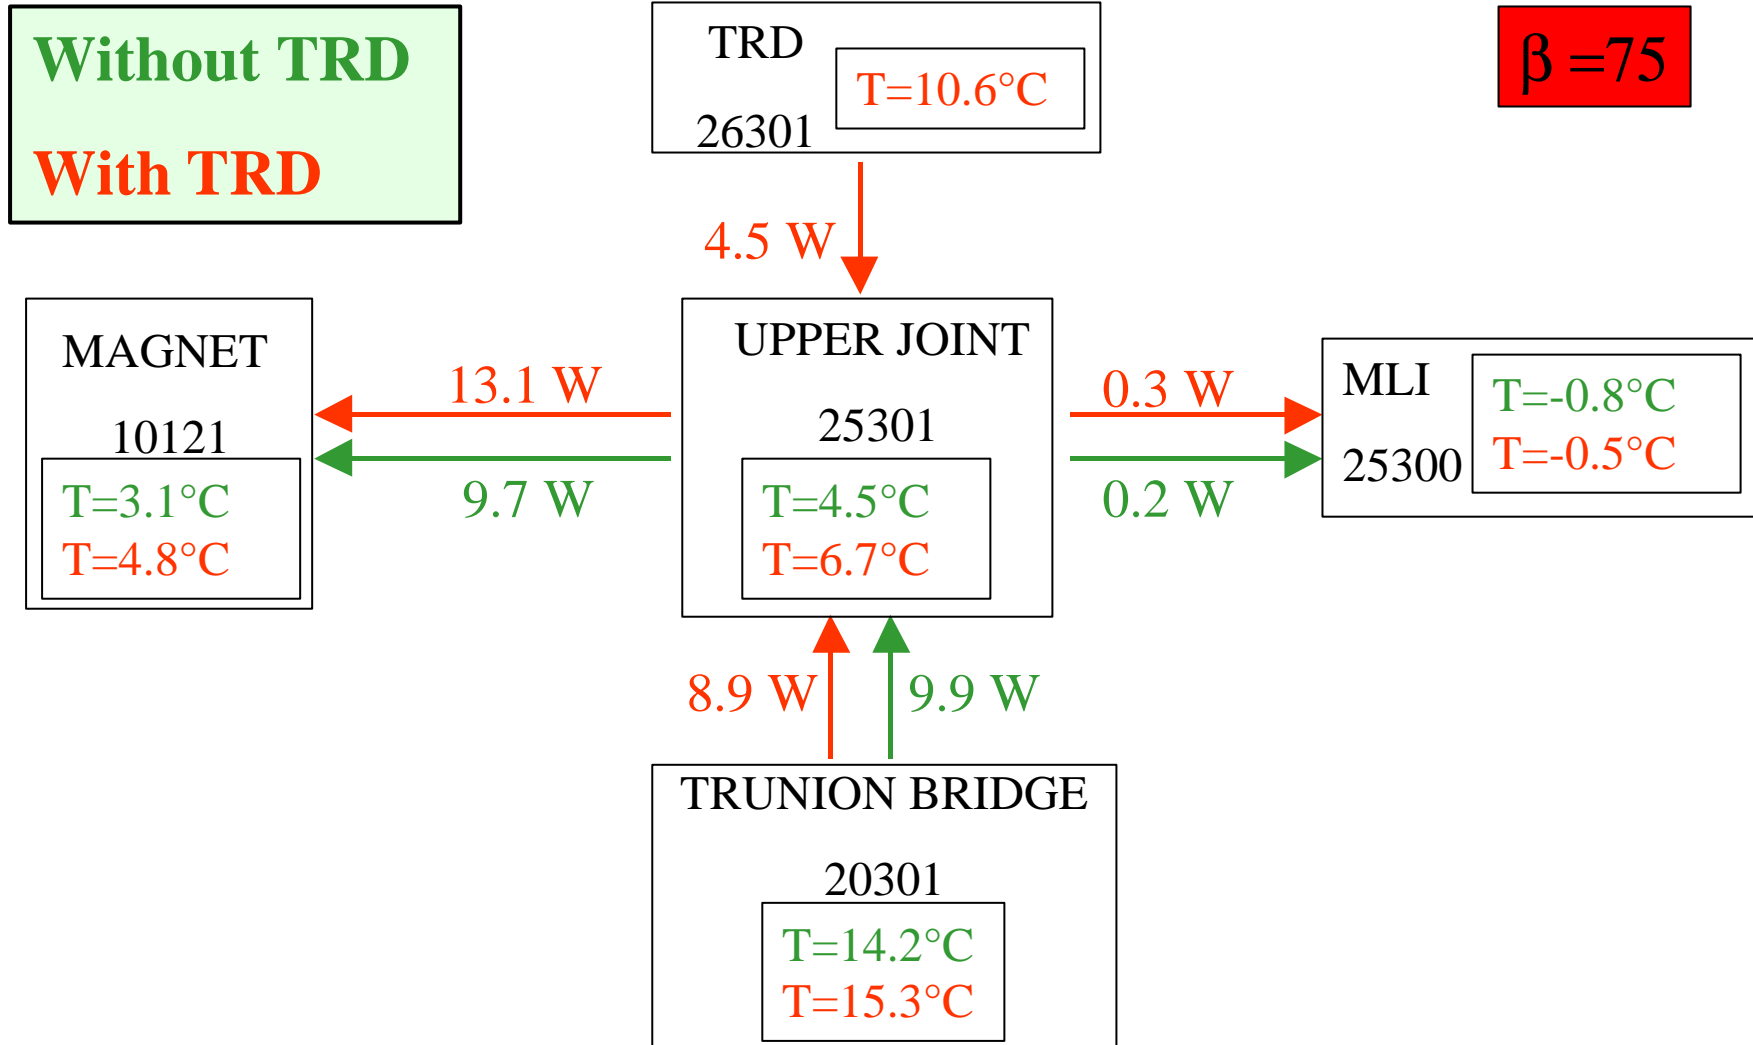 Without TRD
With TRD
TRD
T=10.6°C
26301
β =75
4.5 W
MAGNET
10121
T=3.1°C
T=4.8°C
13.1 W
9.7 W
UPPER JOINT
25301
T=4.5°C
T=6.7°C
0.3 W
0.2 W
MLI
25300
T=-0.8°C
T=-0.5°C
8.9 W
9.9 W
TRUNION BRIDGE
20301
T=14.2°C
T=15.3°C